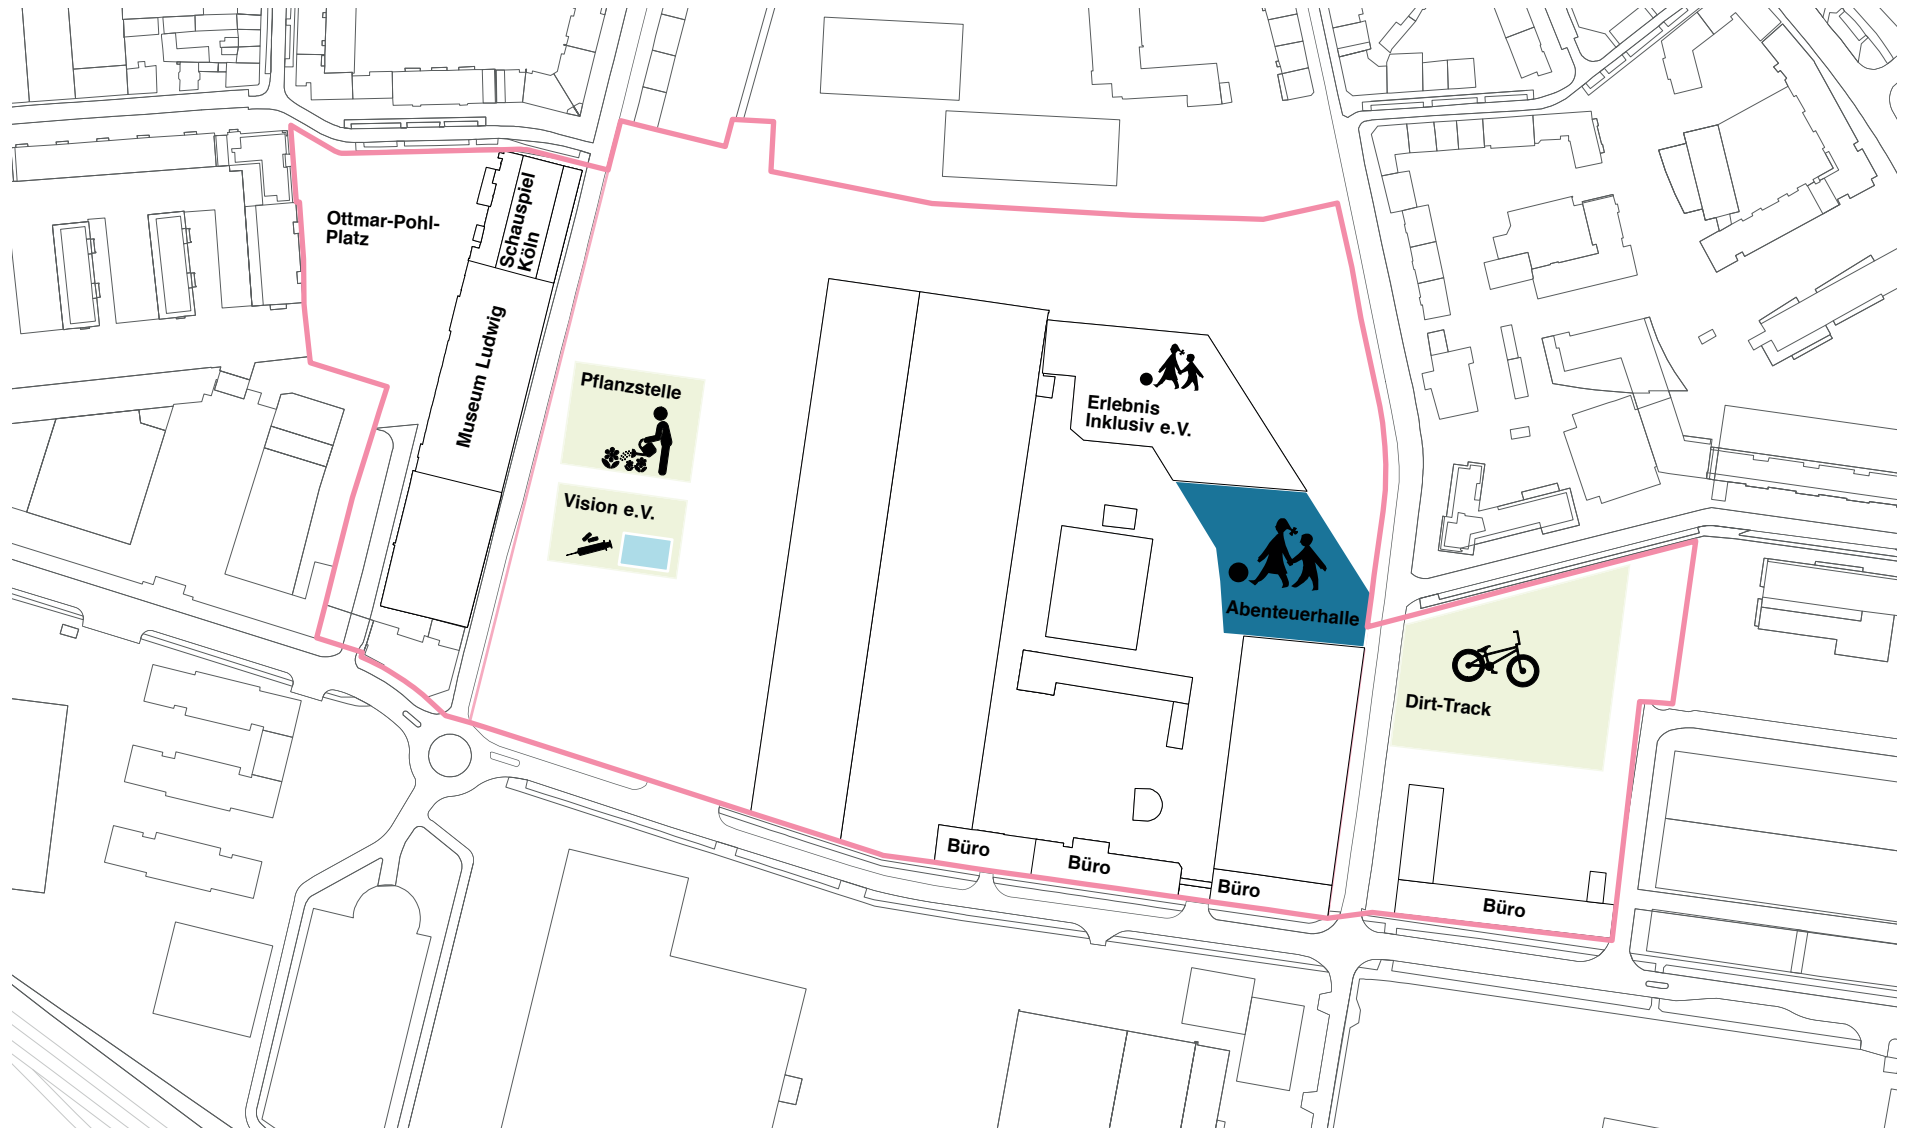 Ottmar-Pohl-
Platz
Schauspiel
Köln
Museum Ludwig
Pflanzstelle
Vision e.V.
Erlebnis
Inklusiv e.V.
Abenteuerhalle
Dirt-Track
Büro
Büro
Büro
Büro